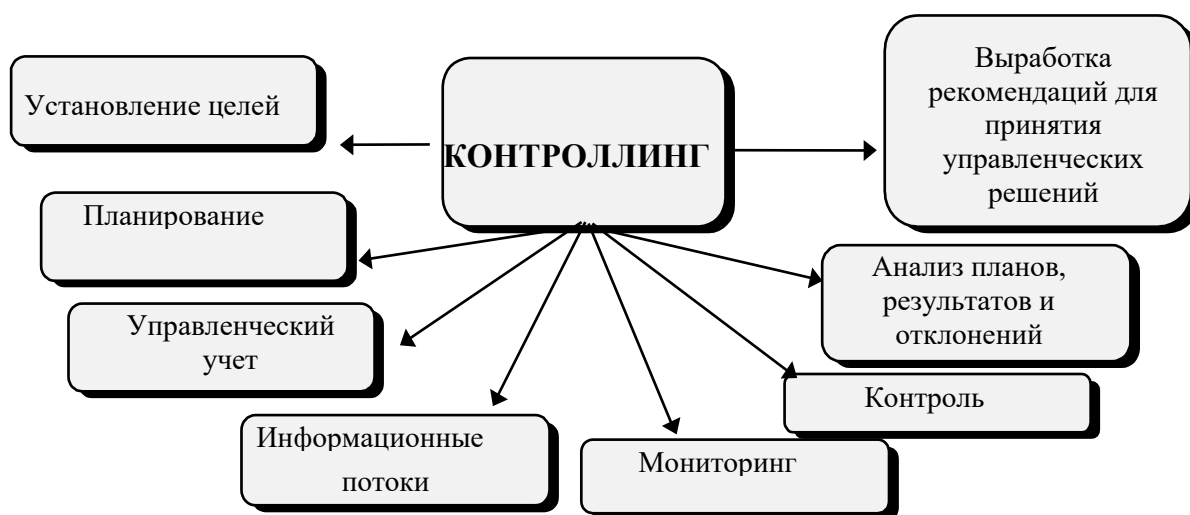 КОНТРОЛЛИНГ
Установление целей
Планирование
Управленческий
учет
Информационные
потоки
Мониторинг
Контроль
Анализ планов,
результатов и
отклонений
Выработка
рекомендаций для
принятия
управленческих
решений